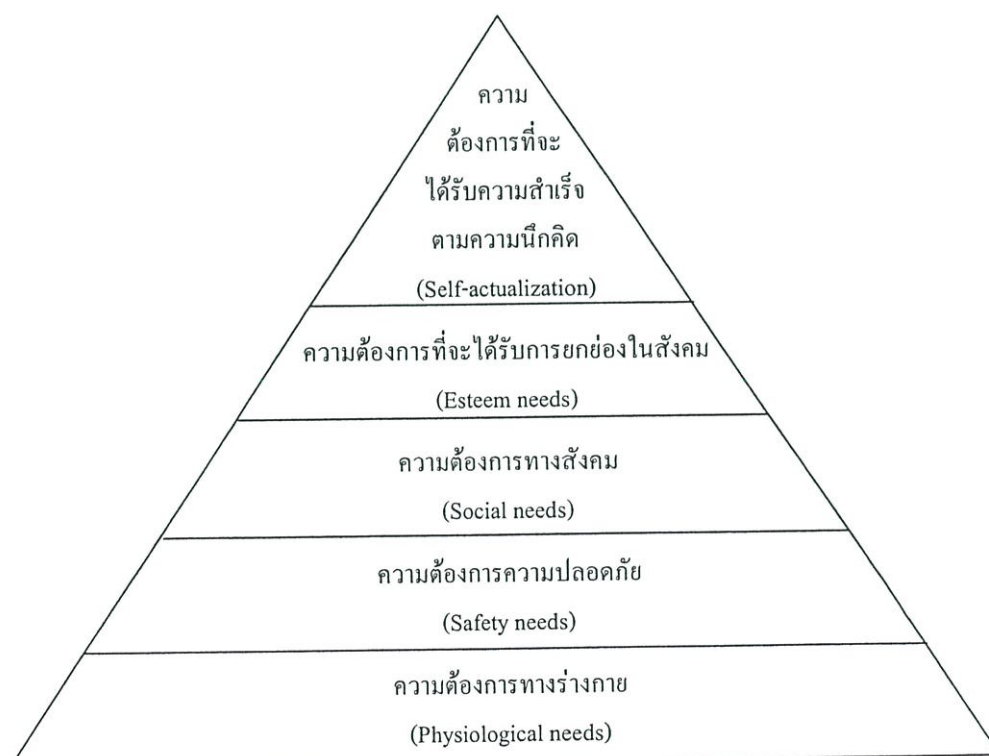 ความ
ต้องการที่จะ
ได้รับความสำเร็จ
ตามความนึกคิด
(Self-actualization)
ความต้องการที่จะได้รับการยกย่องในสังคม
(Esteem needs)
ความต้องการทางสังคม
(Social needs)
ความต้องการความปลอดภัย
(Safety needs)
ความต้องการทางร่างกาย
(Physiological needs)